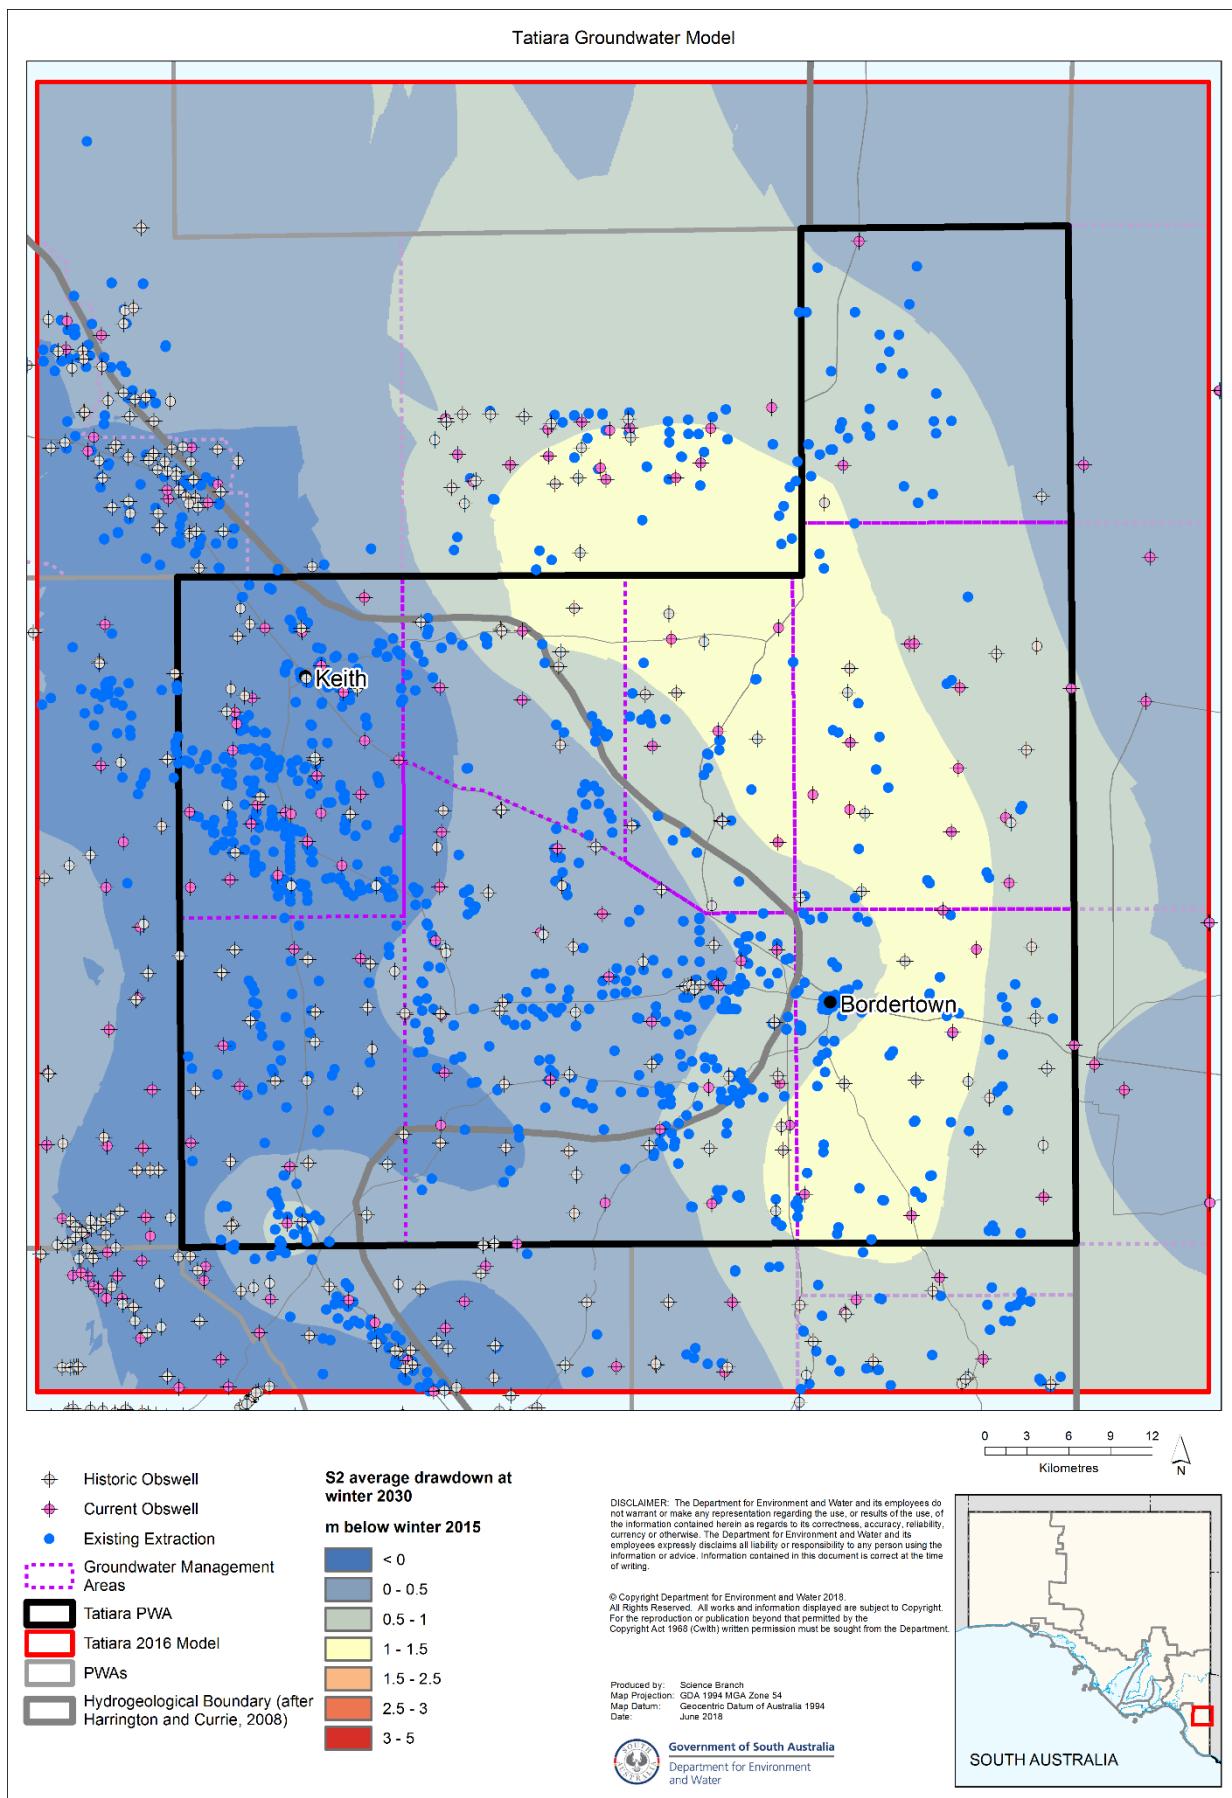 Tatiara Groundwater Model
Keith
Bordertown
0 3 6 9 12
Kilometres
N
Historic Obswell
Current Obswell
Existing Extraction
Groundwater Management
Areas
Tatiara PWA
Tatiara 2016 Model
PWAs
Hydrogeological Boundary (after
Harrington and Currie, 2008)
S2 average drawdown at
winter 2030
m below winter 2015
< 0
0 - 0.5
0.5 - 1
1 - 1.5
1.5 - 2.5
2.5 - 3
3 - 5
DISCLAIMER: The Department for Environment and Water and its employees do
not warrant or make any representation regarding the use, or results of the use, of
the information contained herein as regards to its correctness, accuracy, reliability,
currency or otherwise. The Department for Environment and Water and its
employees expressly disclaims all liability or responsibility to any person using the
information or advice. Information contained in this document is correct at the time
of writing.
© Copyright Department for Environment and Water 2018.
All Rights Reserved. All works and information displayed are subject to Copyright.
For the reproduction or publication beyond that permitted by the
Copyright Act 1968 (Cwlth) written permission must be sought from the Department.
Produced by: Science Branch
Map Projection: GDA 1994 MGA Zone 54
Map Datum: Geocentric Datum of Australia 1994
Date: June 2018
Government of South Australia
Department for Environment
and Water
SOUTH AUSTRALIA